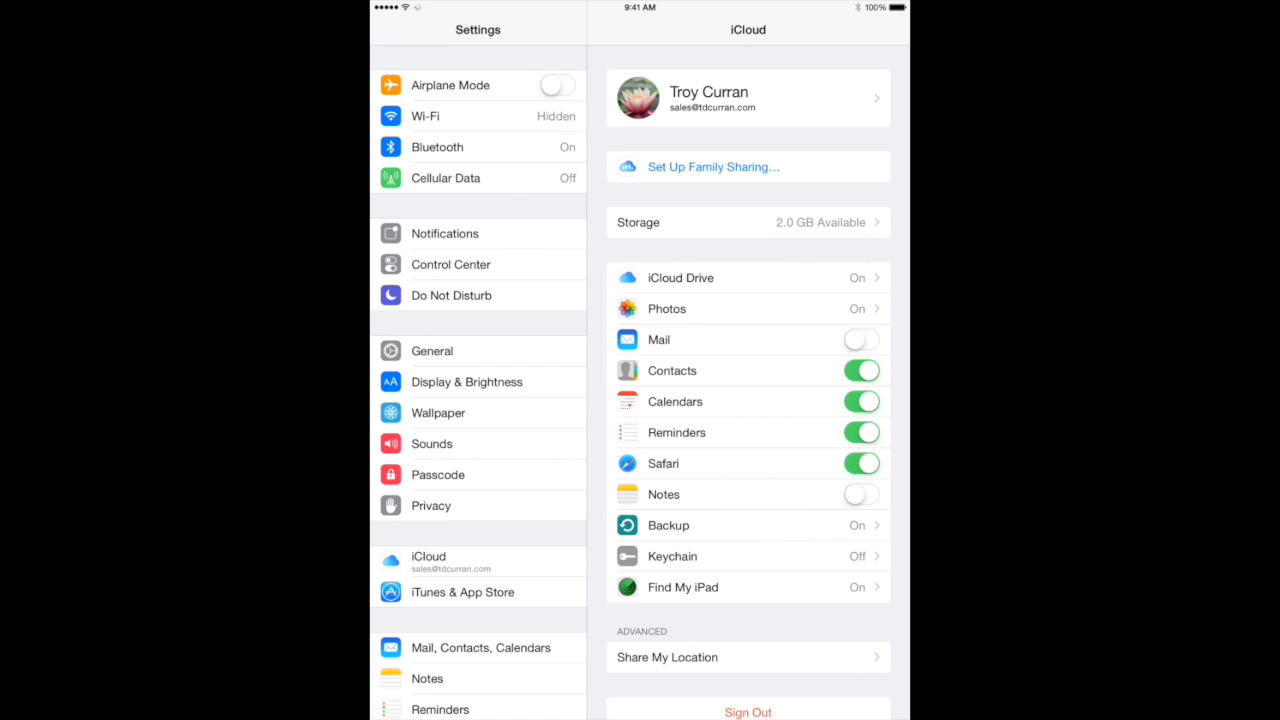 9:41 AM
100%
Settings
Airplane Mode
Wi-Fi Hidden
Bluetooth On
Cellular Data Off
Notifications
Control Center
Do Not Disturb
General
AA Display & Brightness
Wallpaper
Sounds
Passcode
Privacy
iCloud
sales@tdcurran.com
iTunes & App Store
Mail, Contacts, Calendars
Notes
Reminders
iCloud
Troy Curran
sales@tdcurran.com
Set Up Family Sharing…
Storage 2.0 GB Available
iCloud Drive On
Photos On
Mail
Contacts
Calendars
Reminders
Safari
Notes
Backup On
Keychain Off
Find My iPad On
ADVANCED
Share My Location
Sign Out